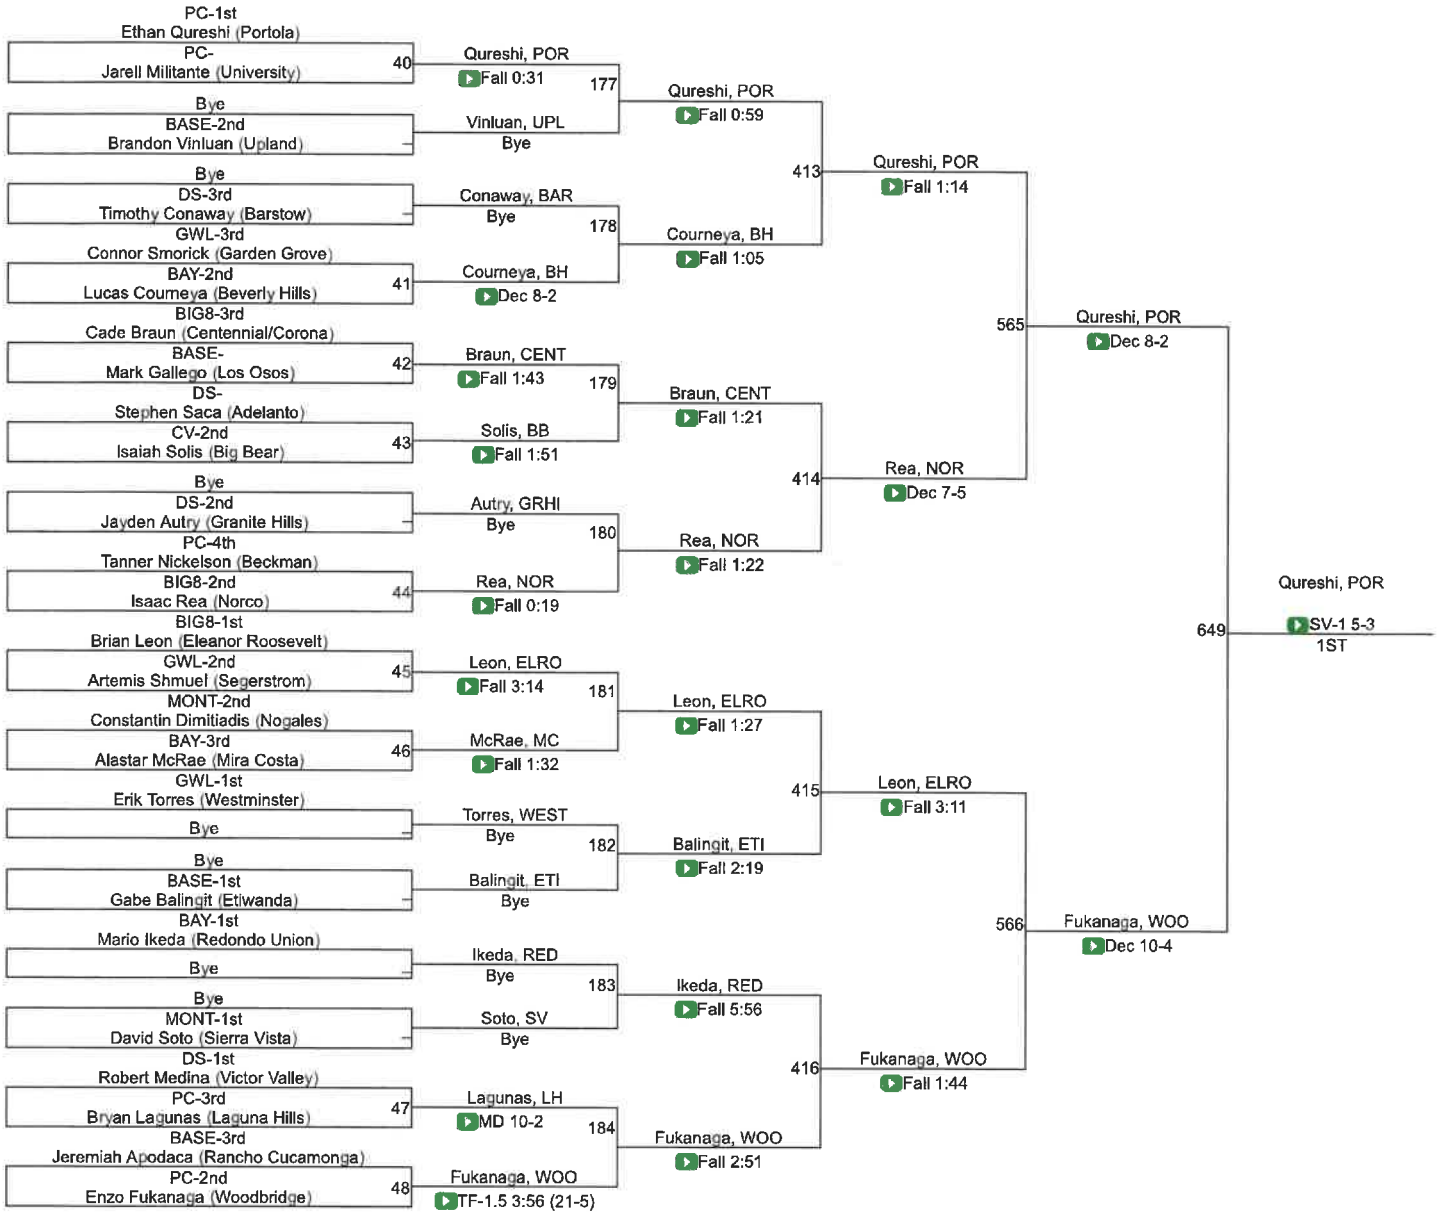 PC-1st
Ethan Qureshi (Portola)
PC-
Jarell Militante (University)
40
Bye
BASE-2nd
Brandon Vinluan (Upland)
Bye
DS-3rd
Timothy Conaway (Barstow)
GWL-3rd
Connor Smorick (Garden Grove)
BAY-2nd
Lucas Courneya (Beverly Hills)
41
BIG8-3rd
Cade Braun (Centennial/Corona)
BASE-
Mark Gallego (Los Osos)
42
DS-
Stephen Saca (Adelanto)
CV-2nd
Isaiah Solis (Big Bear)
43
Bye
DS-2nd
Jayden Autry (Granite Hills)
PC-4th
Tanner Nickelson (Beckman)
BIG8-2nd
Isaac Rea (Norco)
44
BIG8-1st
Brian Leon (Eleanor Roosevelt)
GWL-2nd
Artemis Shmuel (Segerstrom)
45
MONT-2nd
Constantin Dimitiadis (Nogales)
BAY-3rd
Alastar McRae (Mira Costa)
46
GWL-1st
Erik Torres (Westminster)
Bye
Bye
BASE-1st
Gabe Balingit (Etiwanda)
BAY-1st
Mario Ikeda (Redondo Union)
Bye
Bye
MONT-1st
David Soto (Sierra Vista)
DS-1st
Robert Medina (Victor Valley)
PC-3rd
Bryan Lagunas (Laguna Hills)
47
BASE-3rd
Jeremiah Apodaca (Rancho Cucamonga)
PC-2nd
Enzo Fukanaga (Woodbridge)
48
Qureshi, POR
Fall 0:31
177
Vinluan, UPL
Bye
Conaway, BAR
Bye
178
Courneya, BH
Dec 8-2
Braun, CENT
Fall 1:43
179
Solis, BB
Fall 1:51
Autry, GRHI
Bye
180
Rea, NOR
Fall 0:19
Leon, ELRO
Fall 3:14
181
McRae, MC
Fall 1:32
Torres, WEST
Bye
182
Balingit, ETI
Bye
Ikeda, RED
Bye
183
Soto, SV
Bye
Lagunas, LH
MD 10-2
184
Fukanaga, WOO
TF-1.5 3:56 (21-5)
Qureshi, POR
Fall 0:59
413
Courneya, BH
Fall 1:05
Braun, CENT
Fall 1:21
414
Rea, NOR
Fall 1:22
Leon, ELRO
Fall 1:27
415
Balingit, ETI
Fall 2:19
Ikeda, RED
Fall 5:56
416
Fukanaga, WOO
Fall 2:51
Qureshi, POR
Fall 1:14
565
Rea, NOR
Dec 7-5
Leon, ELRO
Fall 3:11
566
Fukanaga, WOO
Fall 1:44
Qureshi, POR
Dec 8-2
649
Fukanaga, WOO
Dec 10-4
Qureshi, POR
SV-1 5-3
1ST